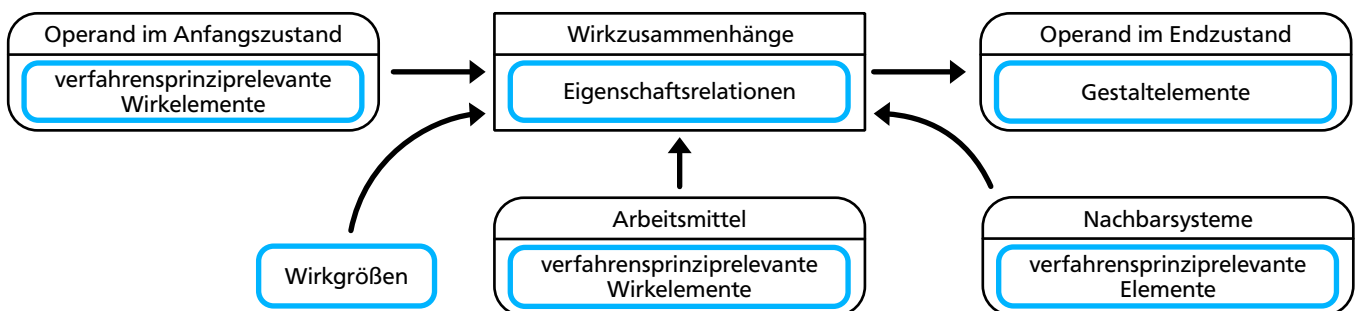 Operand im Anfangszustand
verfahrensprinziprelevante
Wirkelemente
Wirkzusammenhänge
Eigenschaftsrelationen
Operand im Endzustand
Gestaltelemente
Wirkgrößen
Arbeitsmittel
verfahrensprinziprelevante
Wirkelemente
Nachbarsysteme
verfahrensprinziprelevante
Elemente